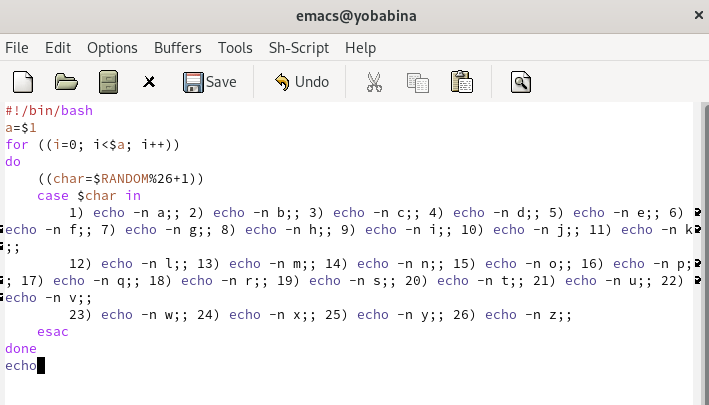 emacs@yobabina
×
File Edit Options Buffers Tools Sh-Script Help
Save Undo
#!/bin/bash
a=$1
for ((i=0; i<$a; i++))
do
    ((char=$RANDOM%26+1))
    case $char in
        1) echo -n a;; 2) echo -n b;; 3) echo -n c;; 4) echo -n d;; 5) echo -n e;; 6)
echo -n f;; 7) echo -n g;; 8) echo -n h;; 9) echo -n i;; 10) echo -n j;; 11) echo -n k
;;
        12) echo -n l;; 13) echo -n m;; 14) echo -n n;; 15) echo -n o;; 16) echo -n p;
; 17) echo -n q;; 18) echo -n r;; 19) echo -n s;; 20) echo -n t;; 21) echo -n u;; 22)
echo -n v;;
        23) echo -n w;; 24) echo -n x;; 25) echo -n y;; 26) echo -n z;;
    esac
done
echo